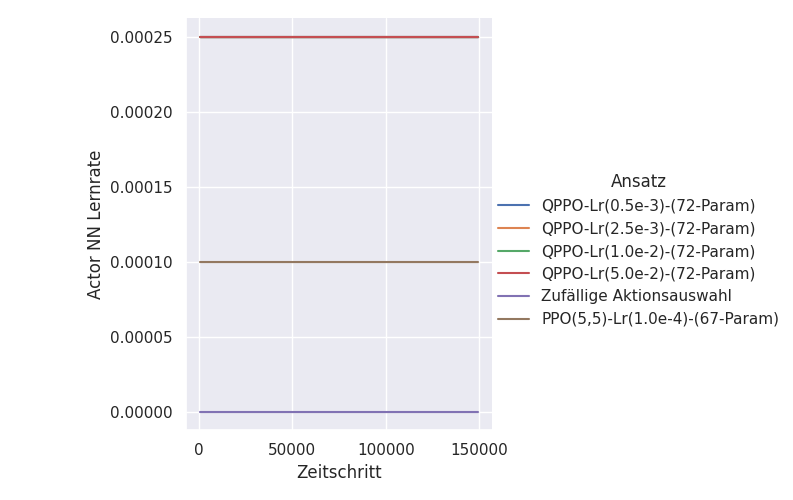 0.00025
0.00020
0.00015
0.00010
0.00005
0.00000
Actor NN Lernrate
0
50000
100000
150000
Zeitschritt
Ansatz
QPPO-Lr(0.5e-3)-(72-Param)
QPPO-Lr(2.5e-3)-(72-Param)
QPPO-Lr(1.0e-2)-(72-Param)
QPPO-Lr(5.0e-2)-(72-Param)
Zufällige Aktionsauswahl
PPO(5,5)-Lr(1.0e-4)-(67-Param)